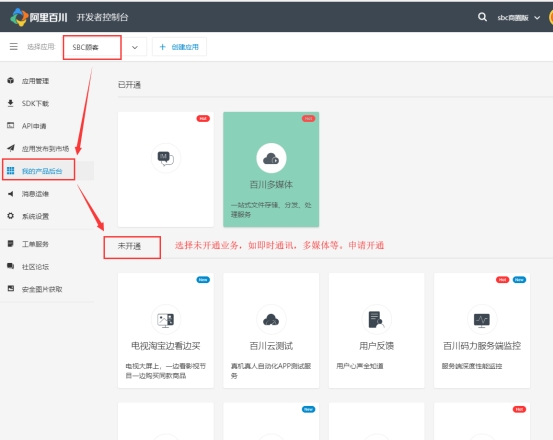 阿里百川 开发者控制台 sbc商圈版
选择应用 SBC顾客 + 创建应用
应用管理
SDK下载
API申请
应用发布到市场
我的产品后台
消息运维
系统设置
工单服务
社区论坛
安全图片获取
已开通
Hot
Hot
百川多媒体
一站式文件存储、分发、处
理服务
未开通 选择未开通业务，如即时通讯，多媒体等。申请开通
New
电视淘宝边看边买
电视大屏上，一边看影视节
目一边购买同款商品
百川云测试
真机真人自动化APP测试服
务
用户反馈
用户心声全知道
Hot New
百川码力服务端监控
服务端深度性能监控
New
Hot